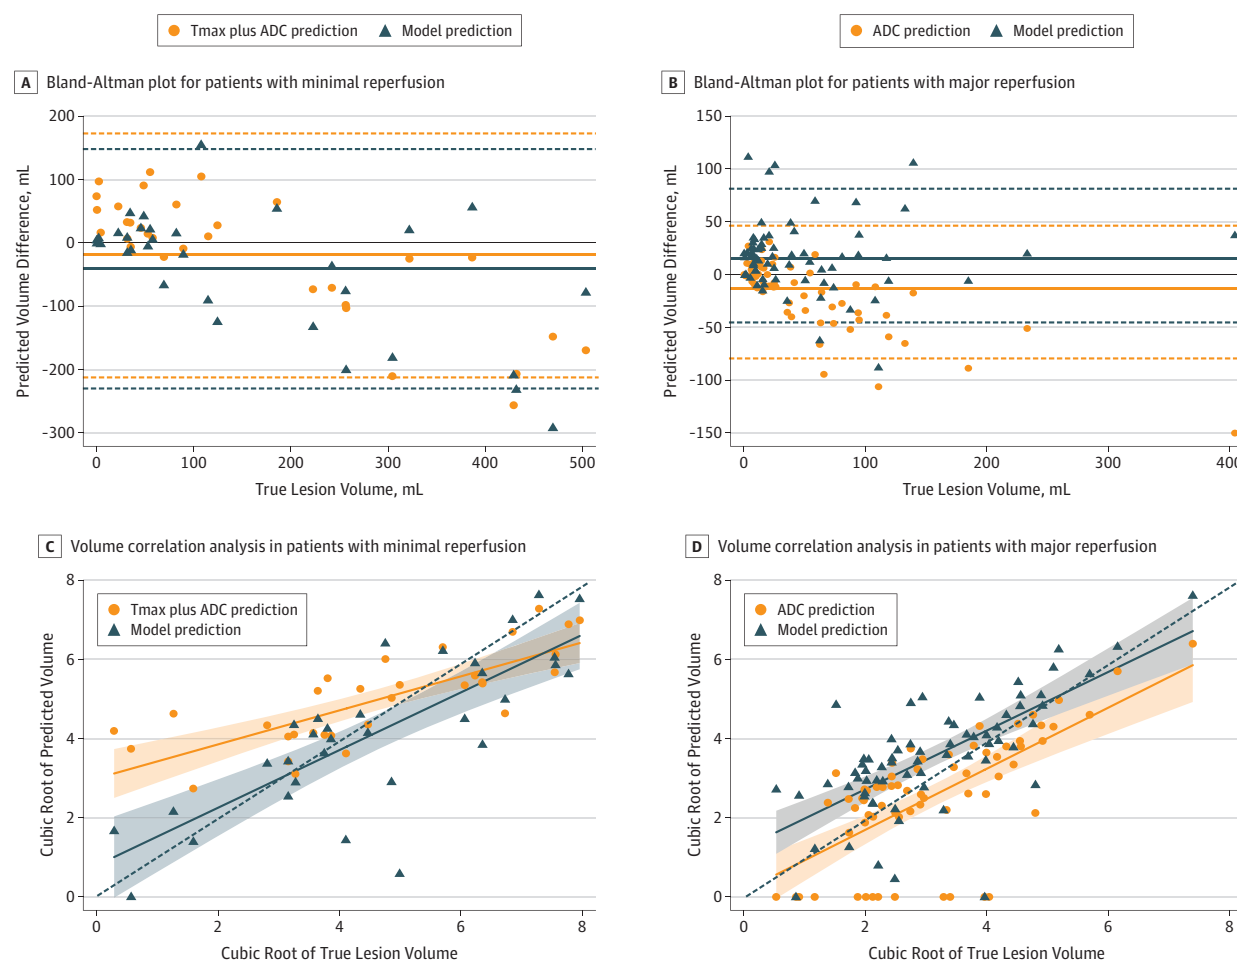 Tmax plus ADC prediction Model prediction
ADC prediction Model prediction
A Bland-Altman plot for patients with minimal reperfusion
200
100
0
-100
-200
-300
Predicted Volume Difference, mL
0 100 200 300 400 500
True Lesion Volume, mL
B Bland-Altman plot for patients with major reperfusion
150
100
50
0
-50
-100
-150
Predicted Volume Difference, mL
0 100 200 300 400
True Lesion Volume, mL
C Volume correlation analysis in patients with minimal reperfusion
Tmax plus ADC prediction
Model prediction
8
6
4
2
0
Cubic Root of Predicted Volume
0 2 4 6 8
Cubic Root of True Lesion Volume
D Volume correlation analysis in patients with major reperfusion
ADC prediction
Model prediction
8
6
4
2
0
Cubic Root of Predicted Volume
0 2 4 6 8
Cubic Root of True Lesion Volume